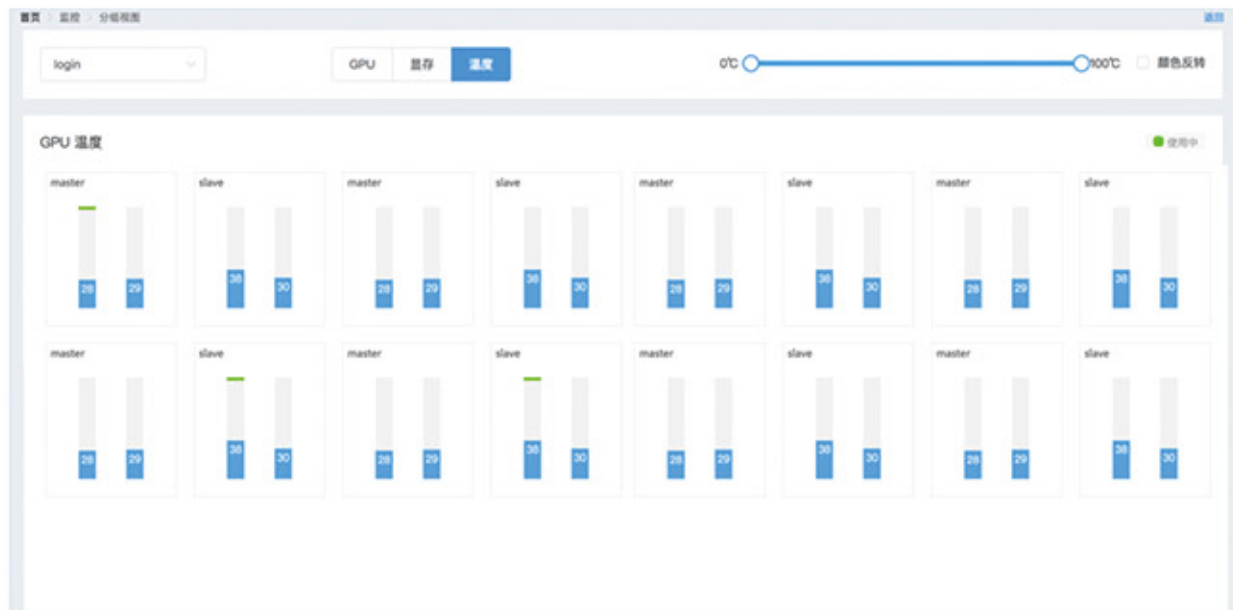 首页 > 监控 > 分组视图 返回
login GPU 显存 温度 0℃ 100℃ 颜色反转
GPU 温度 使用中
master slave master slave master slave master slave
28 29 38 30 28 29 38 30 28 29 38 30 28 29 38 30
master slave master slave master slave master slave
28 29 38 30 28 29 38 30 28 29 38 30 28 29 38 30